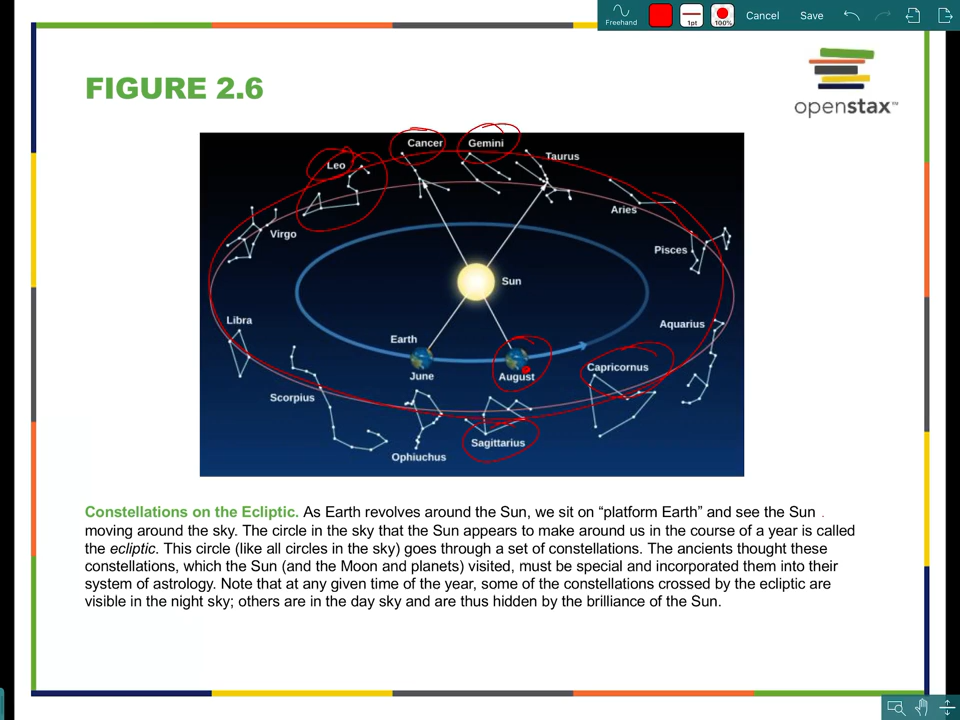 Freehand
1pt
100%
Cancel
Save
FIGURE 2.6
openstax™
Cancer
Gemini
Leo
Taurus
Virgo
Aries
Pisces
Sun
Libra
Aquarius
Earth
Capricornus
June
August
Scorpius
Sagittarius
Ophiuchus
Constellations on the Ecliptic. As Earth revolves around the Sun, we sit on “platform Earth” and see the Sun
moving around the sky. The circle in the sky that the Sun appears to make around us in the course of a year is called
the ecliptic. This circle (like all circles in the sky) goes through a set of constellations. The ancients thought these
constellations, which the Sun (and the Moon and planets) visited, must be special and incorporated them into their
system of astrology. Note that at any given time of the year, some of the constellations crossed by the ecliptic are
visible in the night sky; others are in the day sky and are thus hidden by the brilliance of the Sun.